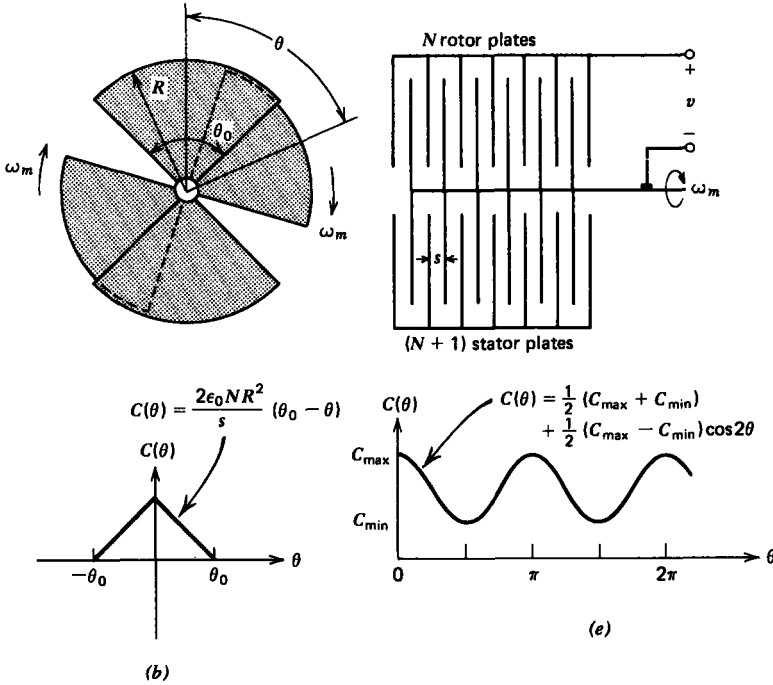 θ
R
θ₀
ωₘ
ωₘ
N rotor plates
+
v
−
ωₘ
s
(N + 1) stator plates
C(θ) = 2ε₀NR²/s (θ₀ − θ)
C(θ)
−θ₀
θ₀
θ
(b)
C(θ)
C(θ) = ½ (Cmax + Cmin)
+ ½ (Cmax − Cmin) cos2θ
Cmax
Cmin
0
π
2π
θ
(e)